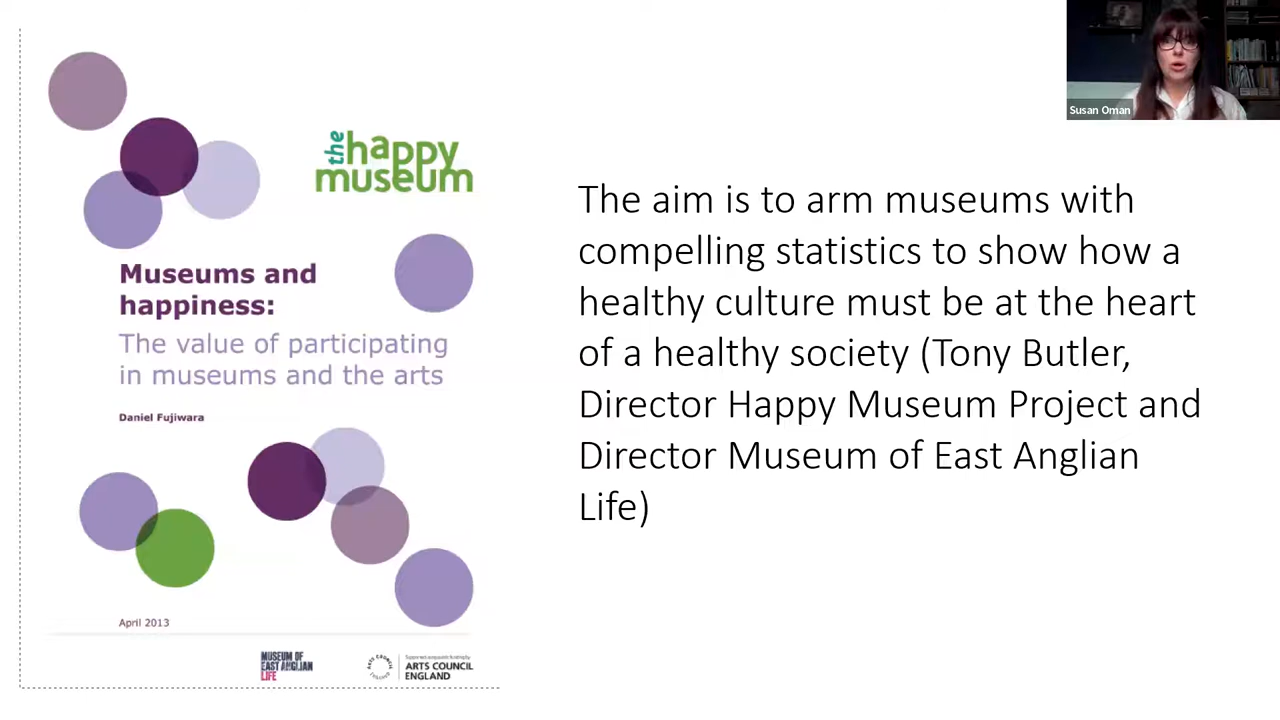 Susan Oman
the happy
museum
Museums and
happiness:
The value of participating
in museums and the arts
Daniel Fujiwara
April 2013
MUSEUM OF
EAST ANGLIAN
LIFE
ARTS COUNCIL
ENGLAND
The aim is to arm museums with
compelling statistics to show how a
healthy culture must be at the heart
of a healthy society (Tony Butler,
Director Happy Museum Project and
Director Museum of East Anglian
Life)